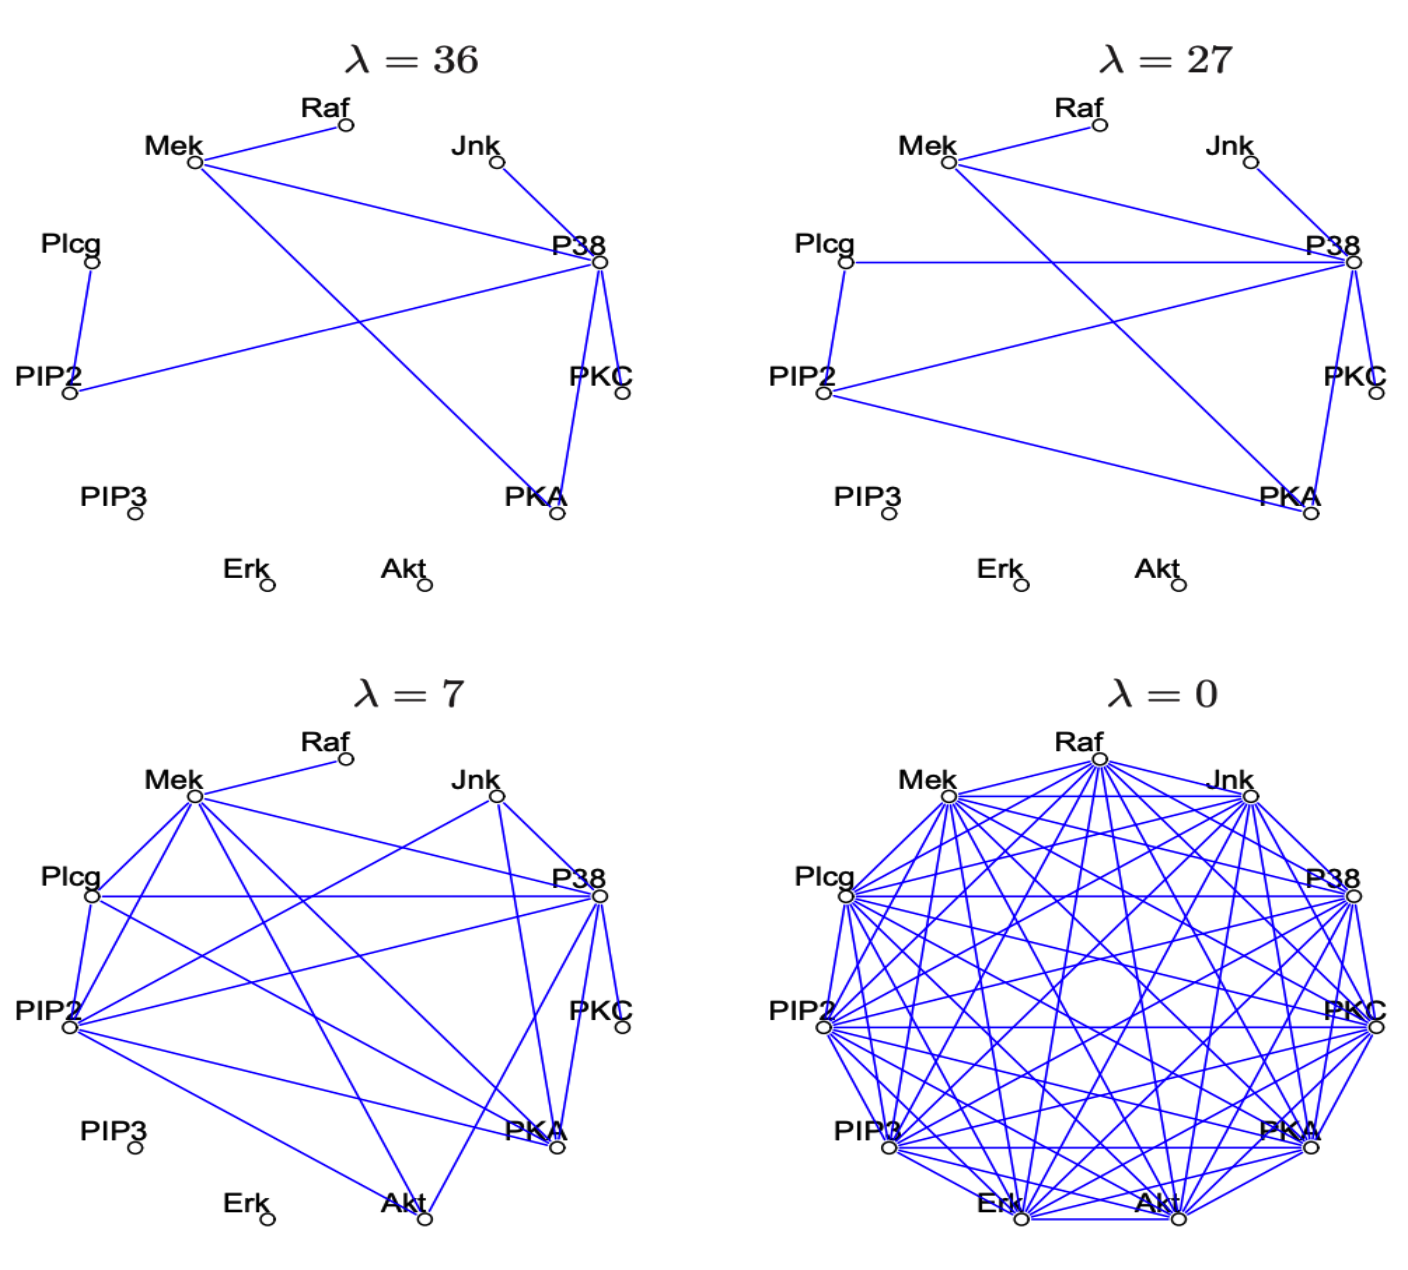 λ = 36
Raf
Mek
Jnk
Plcg
P38
PIP2
PKC
PIP3
PKA
Erk
Akt
λ = 27
Raf
Mek
Jnk
Plcg
P38
PIP2
PKC
PIP3
PKA
Erk
Akt
λ = 7
Raf
Mek
Jnk
Plcg
P38
PIP2
PKC
PIP3
PKA
Erk
Akt
λ = 0
Raf
Mek
Jnk
Plcg
P38
PIP2
PKC
PIP3
PKA
Erk
Akt